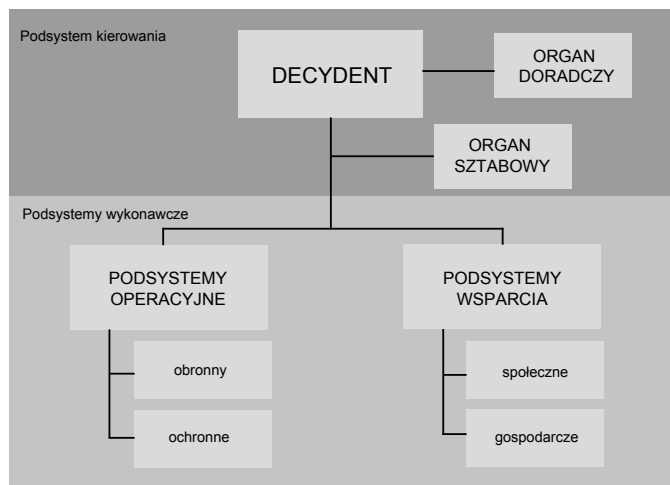 Podsystem kierowania
DECYDENT
ORGAN
DORADCZY
ORGAN
SZTABOWY
Podsystemy wykonawcze
PODSYSTEMY
OPERACYJNE
PODSYSTEMY
WSPARCIA
obronny
społeczne
ochronne
gospodarcze